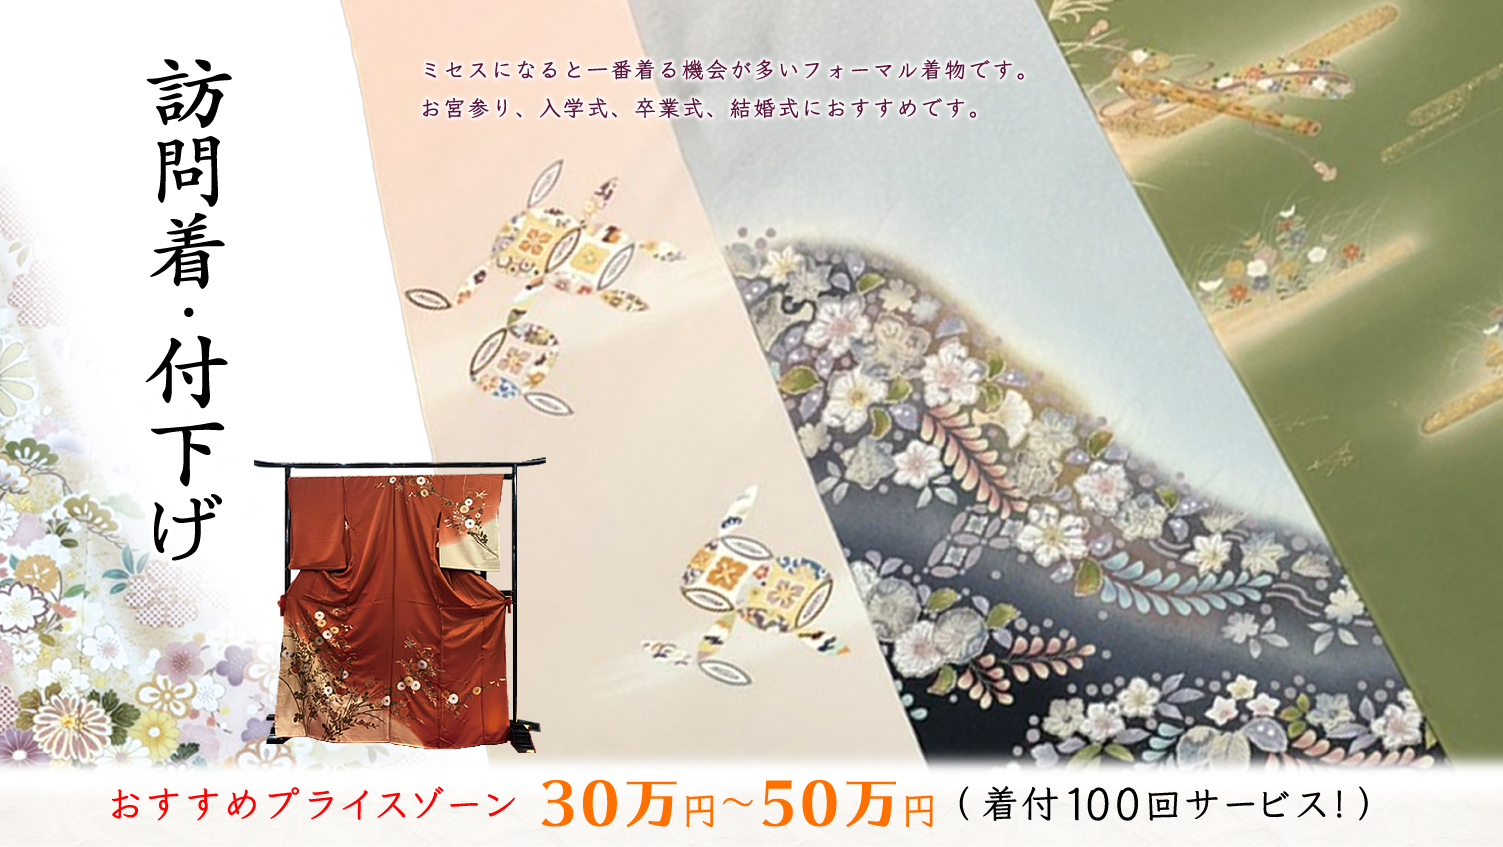 訪問着・付下げ
ミセスになると一番着る機会が多いフォーマル着物です。
お宮参り、入学式、卒業式、結婚式におすすめです。
おすすめプライスゾーン 30万円～50万円 （着付100回サービス！）